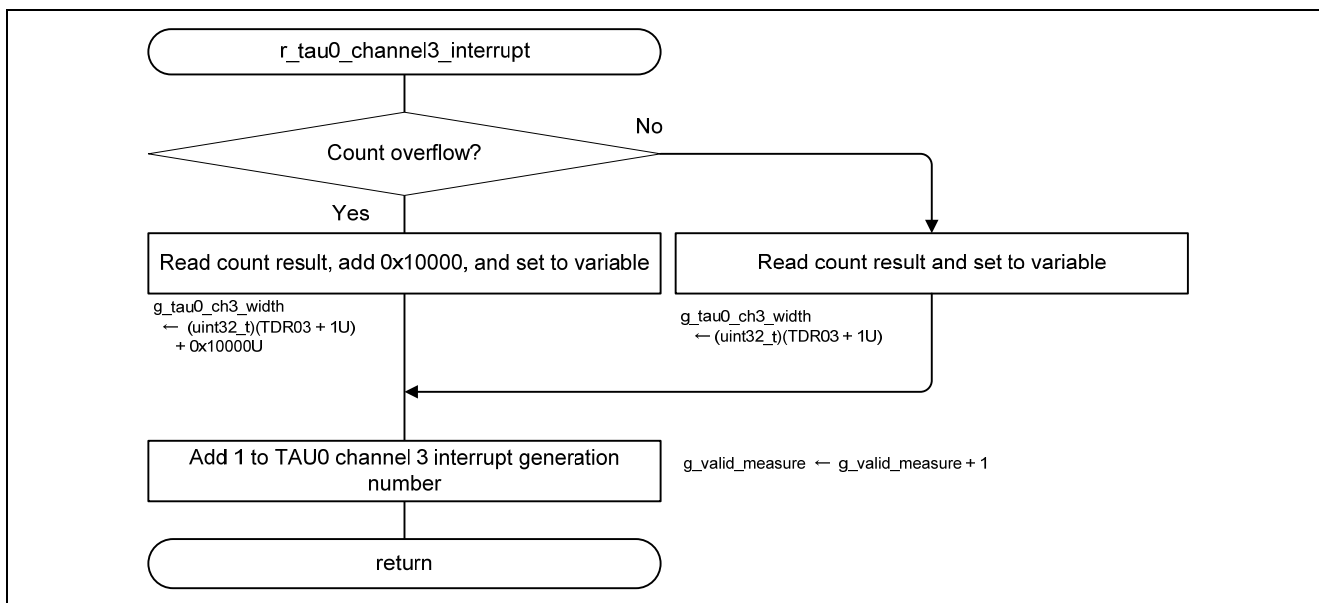 r_tau0_channel3_interrupt
Count overflow?
No
Yes
Read count result, add 0x10000, and set to variable
g_tau0_ch3_width
← (uint32_t)(TDR03 + 1U)
+ 0x10000U
Read count result and set to variable
g_tau0_ch3_width
← (uint32_t)(TDR03 + 1U)
Add 1 to TAU0 channel 3 interrupt generation
number
g_valid_measure ← g_valid_measure + 1
return